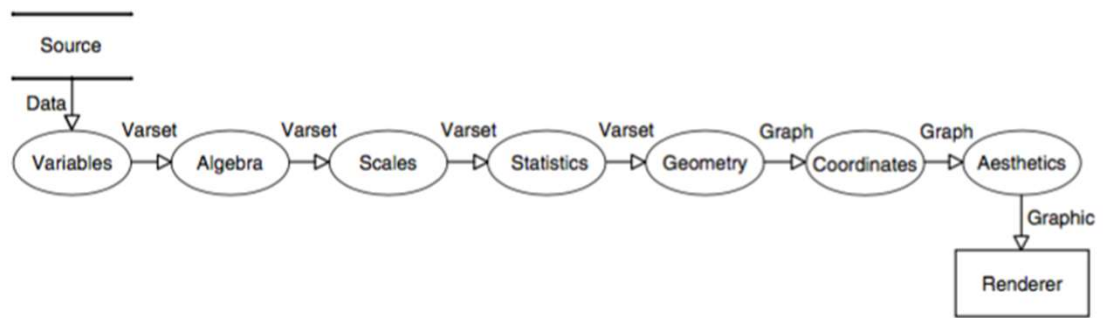 Source
Data
Varset Varset Varset Varset Graph Graph
Variables Algebra Scales Statistics Geometry Coordinates Aesthetics
Graphic
Renderer